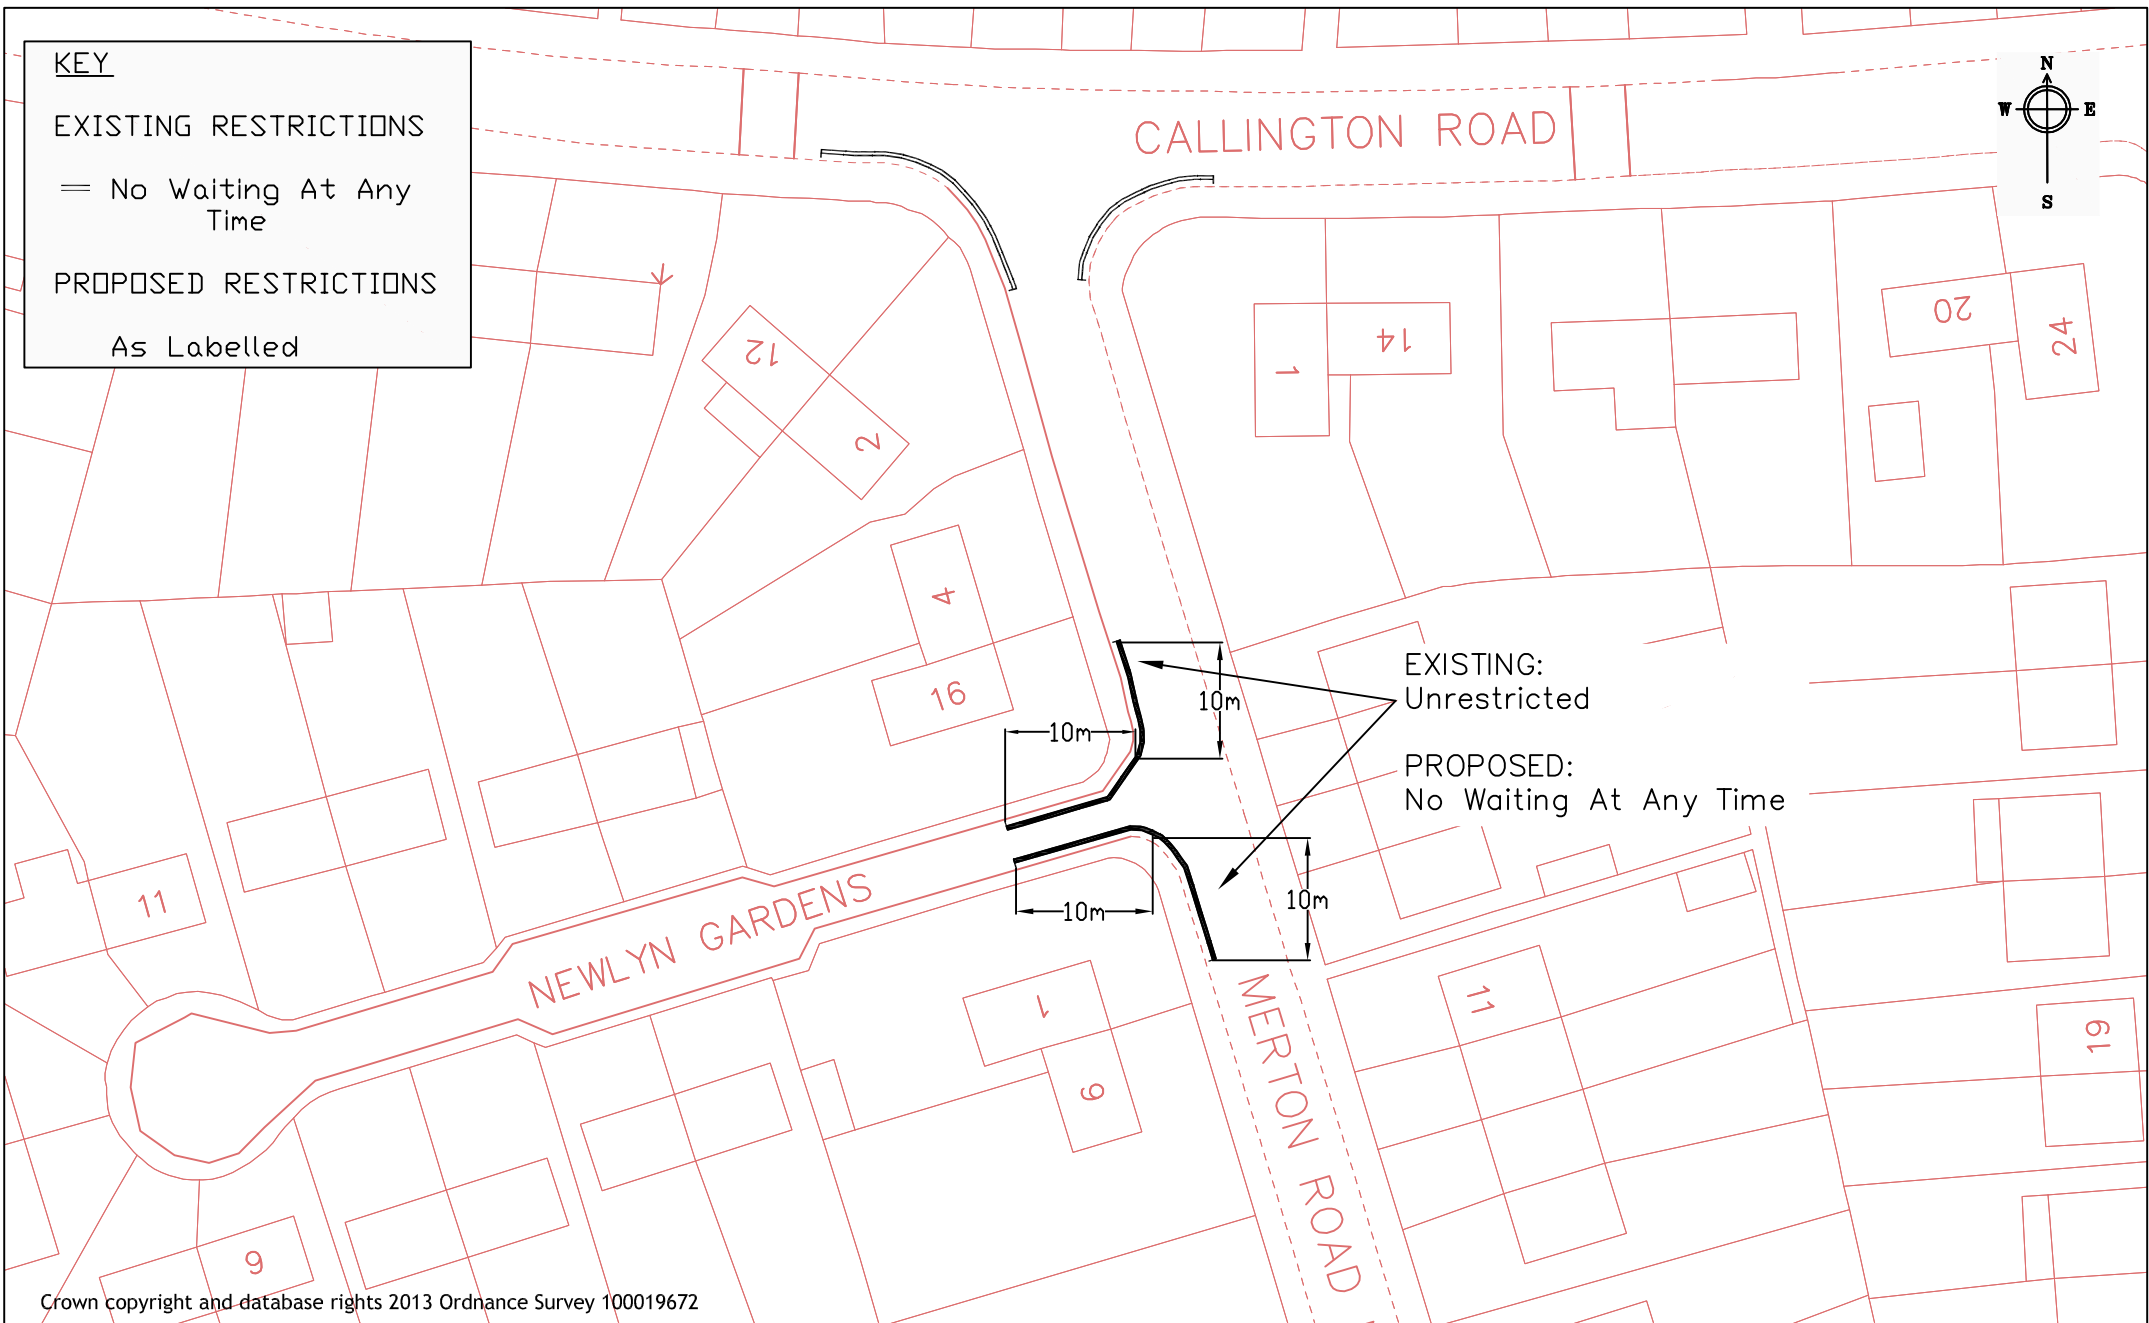 KEY
EXISTING RESTRICTIONS
No Waiting At Any
Time
PROPOSED RESTRICTIONS
As Labelled
CALLINGTON ROAD
N
W E
S
12
2
1
14
20
24
4
16
10m
10m
EXISTING:
Unrestricted
PROPOSED:
No Waiting At Any Time
10m
10m
11
NEWLYN GARDENS
MERTON ROAD
1
9
11
19
9
Crown copyright and database rights 2013 Ordnance Survey 100019672